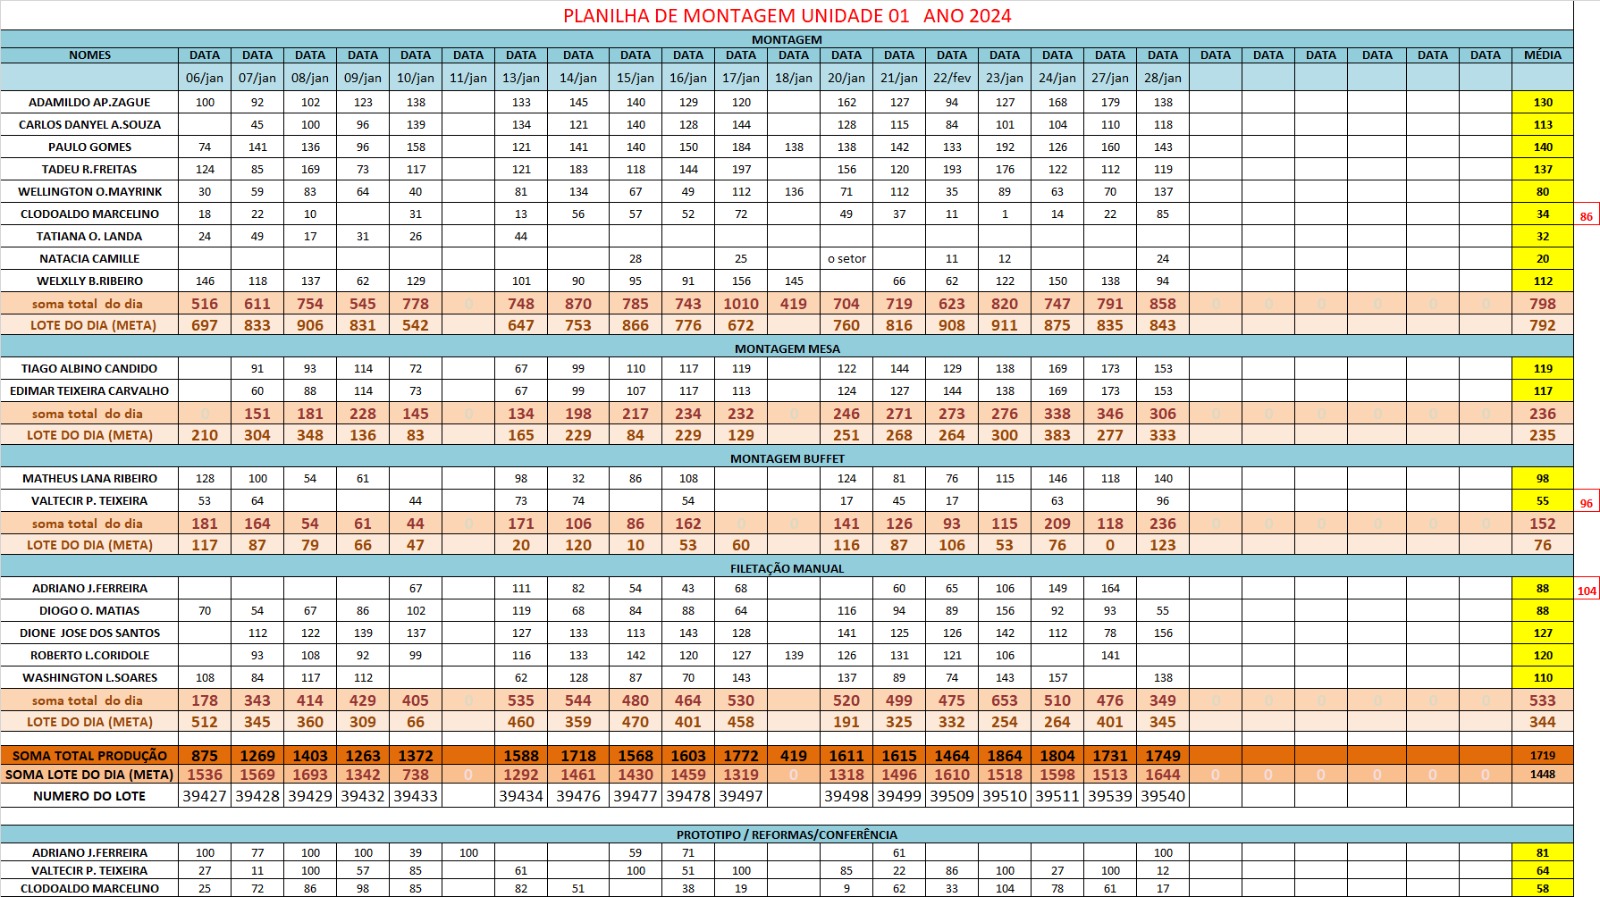 PLANILHA DE MONTAGEM UNIDADE 01 ANO 2024
MONTAGEM
NOMES DATA DATA DATA DATA DATA DATA DATA DATA DATA DATA DATA DATA DATA DATA DATA DATA DATA DATA DATA DATA DATA DATA DATA DATA DATA MÉDIA
06/jan 07/jan 08/jan 09/jan 10/jan 11/jan 13/jan 14/jan 15/jan 16/jan 17/jan 18/jan 20/jan 21/jan 22/fev 23/jan 24/jan 27/jan 28/jan
ADAMILDO AP.ZAGUE 100 92 102 123 138 133 145 140 129 120 162 127 94 127 168 179 138 130
CARLOS DANYEL A.SOUZA 45 100 96 139 134 121 140 128 144 128 115 84 101 104 110 118 113
PAULO GOMES 74 141 136 96 158 121 141 140 150 184 138 138 142 133 192 126 160 143 140
TADEU R.FREITAS 124 85 169 73 117 121 183 118 144 197 156 120 193 176 122 112 119 137
WELLINGTON O.MAYRINK 30 59 83 64 40 81 134 67 49 112 136 71 112 35 89 63 70 137 80
CLODOALDO MARCELINO 18 22 10 31 13 56 57 52 72 49 37 11 1 14 22 85 34 86
TATIANA O. LANDA 24 49 17 31 26 44 32
NATACIA CAMILLE 28 25 o setor 11 12 24 20
WELXLLY B.RIBEIRO 146 118 137 62 129 101 90 95 91 156 145 66 62 122 150 138 94 112
soma total do dia 516 611 754 545 778 0 748 870 785 743 1010 419 704 719 623 820 747 791 858 0 0 0 0 0 0 798
LOTE DO DIA (META) 697 833 906 831 542 647 753 866 776 672 760 816 908 911 875 835 843 792
MONTAGEM MESA
TIAGO ALBINO CANDIDO 91 93 114 72 67 99 110 117 119 122 144 129 138 169 173 153 119
EDIMAR TEIXEIRA CARVALHO 60 88 114 73 67 99 107 117 113 124 127 144 138 169 173 153 117
soma total do dia 0 151 181 228 145 0 134 198 217 234 232 0 246 271 273 276 338 346 306 0 0 0 0 0 0 236
LOTE DO DIA (META) 210 304 348 136 83 165 229 84 229 129 251 268 264 300 383 277 333 235
MONTAGEM BUFFET
MATHEUS LANA RIBEIRO 128 100 54 61 98 32 86 108 124 81 76 115 146 118 140 98
VALTECIR P. TEIXEIRA 53 64 44 73 74 54 17 45 17 63 96 55 96
soma total do dia 181 164 54 61 44 0 171 106 86 162 0 0 141 126 93 115 209 118 236 0 0 0 0 0 0 152
LOTE DO DIA (META) 117 87 79 66 47 20 120 10 53 60 116 87 106 53 76 0 123 76
FILETAÇÃO MANUAL
ADRIANO J.FERREIRA 67 111 82 54 43 68 60 65 106 149 164 88 104
DIOGO O. MATIAS 70 54 67 86 102 119 68 84 88 64 116 94 89 156 92 93 55 88
DIONE JOSE DOS SANTOS 112 122 139 137 127 133 113 143 128 141 125 126 142 112 78 156 127
ROBERTO L.CORIDOLE 93 108 92 99 116 133 142 120 127 139 126 131 121 106 141 120
WASHINGTON L.SOARES 108 84 117 112 62 128 87 70 143 137 89 74 143 157 138 110
soma total do dia 178 343 414 429 405 0 535 544 480 464 530 520 499 475 653 510 476 349 0 0 0 0 0 0 533
LOTE DO DIA (META) 512 345 360 309 66 460 359 470 401 458 191 325 332 254 264 401 345 344
SOMA TOTAL PRODUÇÃO 875 1269 1403 1263 1372 1588 1718 1568 1603 1772 419 1611 1615 1464 1864 1804 1731 1749 1719
SOMA LOTE DO DIA (META) 1536 1569 1693 1342 738 0 1292 1461 1430 1459 1319 0 1318 1496 1610 1518 1598 1513 1644 0 0 0 0 0 0 1448
NUMERO DO LOTE 39427 39428 39429 39432 39433 39434 39476 39477 39478 39497 39498 39499 39509 39510 39511 39539 39540
PROTOTIPO / REFORMAS/CONFERÊNCIA
ADRIANO J.FERREIRA 100 77 100 100 39 100 59 71 61 100 81
VALTECIR P. TEIXEIRA 27 11 100 57 85 61 100 51 100 85 22 86 100 27 100 12 64
CLODOALDO MARCELINO 25 72 86 98 85 82 51 38 19 9 62 33 104 78 61 17 58